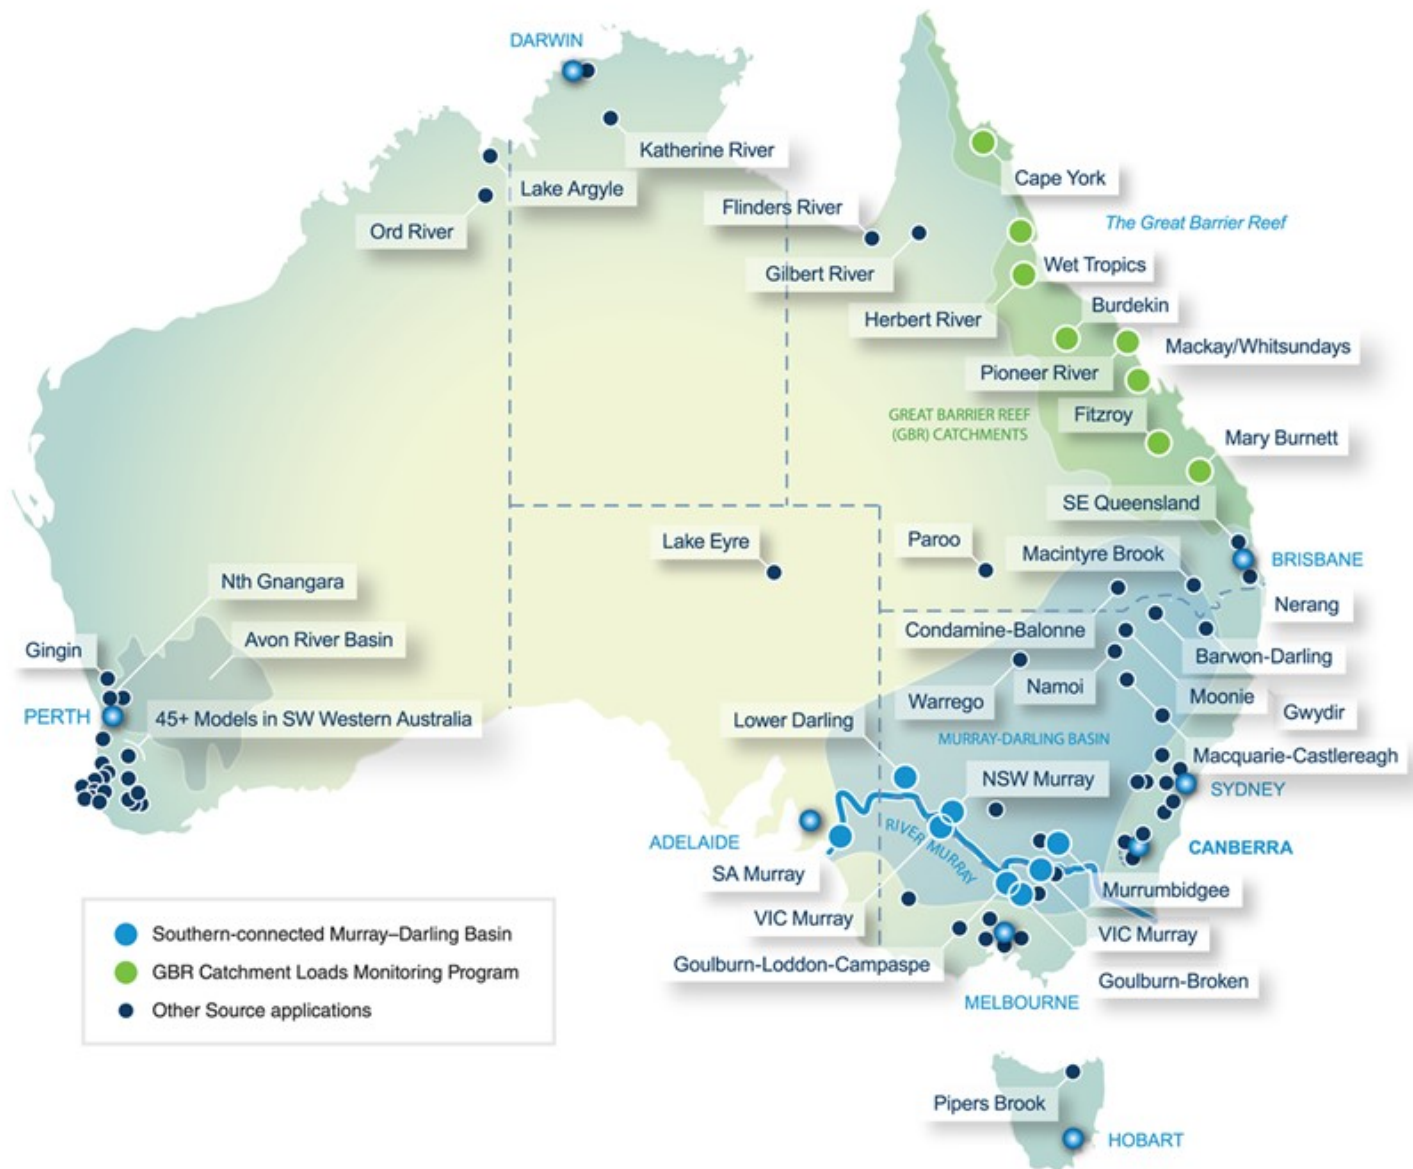 DARWIN
Katherine River
Lake Argyle
Ord River
Flinders River
Gilbert River
Cape York
The Great Barrier Reef
Wet Tropics
Herbert River
Burdekin
Mackay/Whitsundays
Pioneer River
GREAT BARRIER REEF
(GBR) CATCHMENTS
Fitzroy
Mary Burnett
SE Queensland
Lake Eyre
Paroo
Macintyre Brook
BRISBANE
Nth Gnangara
Nerang
Gingin
Avon River Basin
Condamine-Balonne
Barwon-Darling
PERTH
45+ Models in SW Western Australia
Warrego
Namoi
Moonie
Gwydir
Lower Darling
MURRAY-DARLING BASIN
Macquarie-Castlereagh
NSW Murray
SYDNEY
ADELAIDE
RIVER MURRAY
CANBERRA
SA Murray
Murrumbidgee
VIC Murray
VIC Murray
Goulburn-Loddon-Campaspe
Goulburn-Broken
MELBOURNE
Southern-connected Murray–Darling Basin
GBR Catchment Loads Monitoring Program
Other Source applications
Pipers Brook
HOBART